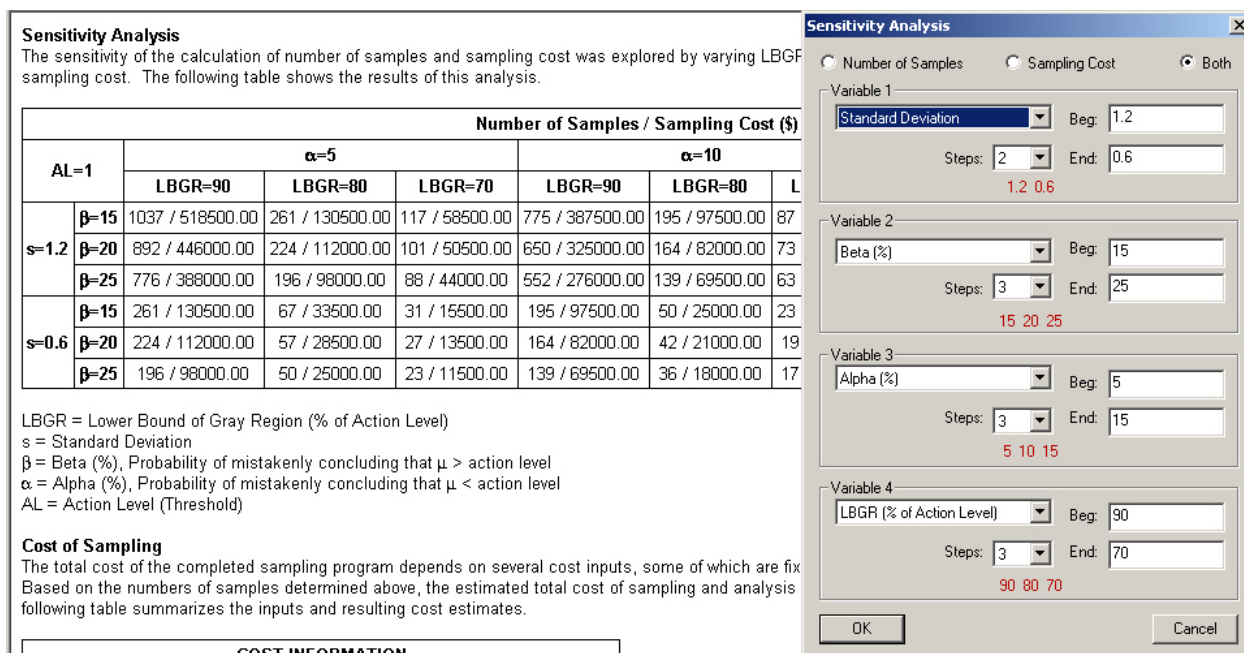 Sensitivity Analysis
The sensitivity of the calculation of number of samples and sampling cost was explored by varying LBGR
sampling cost. The following table shows the results of this analysis.
Number of Samples / Sampling Cost ($)
AL=1 α=5 α=10
LBGR=90 LBGR=80 LBGR=70 LBGR=90 LBGR=80 L
s=1.2 β=15 1037 / 518500.00 261 / 130500.00 117 / 58500.00 775 / 387500.00 195 / 97500.00 87
β=20 892 / 446000.00 224 / 112000.00 101 / 50500.00 650 / 325000.00 164 / 82000.00 73
β=25 776 / 388000.00 196 / 98000.00 88 / 44000.00 552 / 276000.00 139 / 69500.00 63
s=0.6 β=15 261 / 130500.00 67 / 33500.00 31 / 15500.00 195 / 97500.00 50 / 25000.00 23
β=20 224 / 112000.00 57 / 28500.00 27 / 13500.00 164 / 82000.00 42 / 21000.00 19
β=25 196 / 98000.00 50 / 25000.00 23 / 11500.00 139 / 69500.00 36 / 18000.00 17
LBGR = Lower Bound of Gray Region (% of Action Level)
s = Standard Deviation
β = Beta (%), Probability of mistakenly concluding that μ > action level
α = Alpha (%), Probability of mistakenly concluding that μ < action level
AL = Action Level (Threshold)
Cost of Sampling
The total cost of the completed sampling program depends on several cost inputs, some of which are fix
Based on the numbers of samples determined above, the estimated total cost of sampling and analysis
following table summarizes the inputs and resulting cost estimates.
COST INFORMATION
Sensitivity Analysis
Number of Samples Sampling Cost Both
Variable 1
Standard Deviation Beg: 1.2
Steps: 2 End: 0.6
1.2 0.6
Variable 2
Beta (%) Beg: 15
Steps: 3 End: 25
15 20 25
Variable 3
Alpha (%) Beg: 5
Steps: 3 End: 15
5 10 15
Variable 4
LBGR (% of Action Level) Beg: 90
Steps: 3 End: 70
90 80 70
OK Cancel